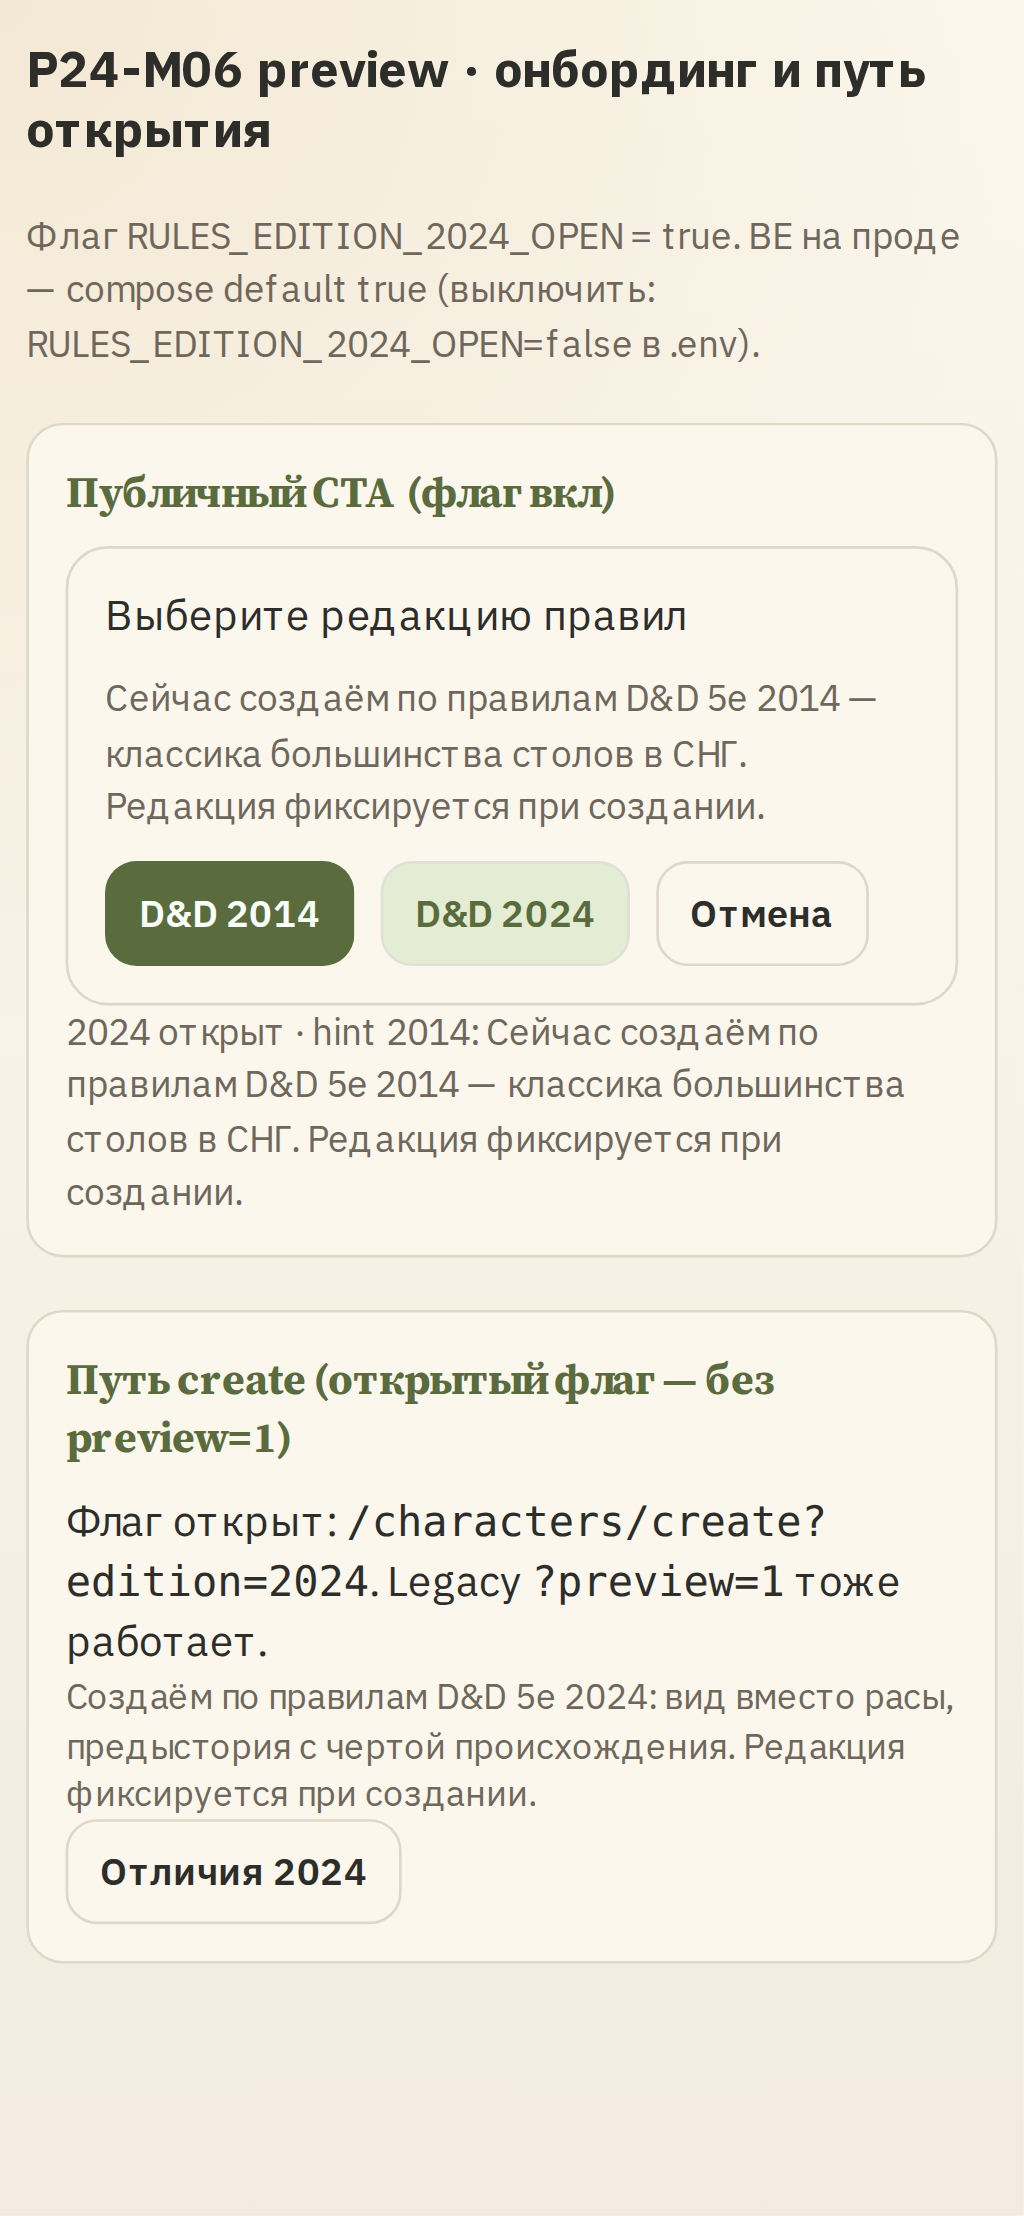 P24-M06 preview · онбординг и путь
открытия
Флаг RULES_EDITION_2024_OPEN = true. BE на проде
— compose default true (выключить:
RULES_EDITION_2024_OPEN=false в .env).
Публичный CTA (флаг вкл)
Выберите редакцию правил
Сейчас создаём по правилам D&D 5e 2014 —
классика большинства столов в СНГ.
Редакция фиксируется при создании.
D&D 2014
D&D 2024
Отмена
2024 открыт · hint 2014: Сейчас создаём по
правилам D&D 5e 2014 — классика большинства
столов в СНГ. Редакция фиксируется при
создании.
Путь create (открытый флаг — без
preview=1)
Флаг открыт: /characters/create?
edition=2024. Legacy ?preview=1 тоже
работает.
Создаём по правилам D&D 5e 2024: вид вместо расы,
предыстория с чертой происхождения. Редакция
фиксируется при создании.
Отличия 2024